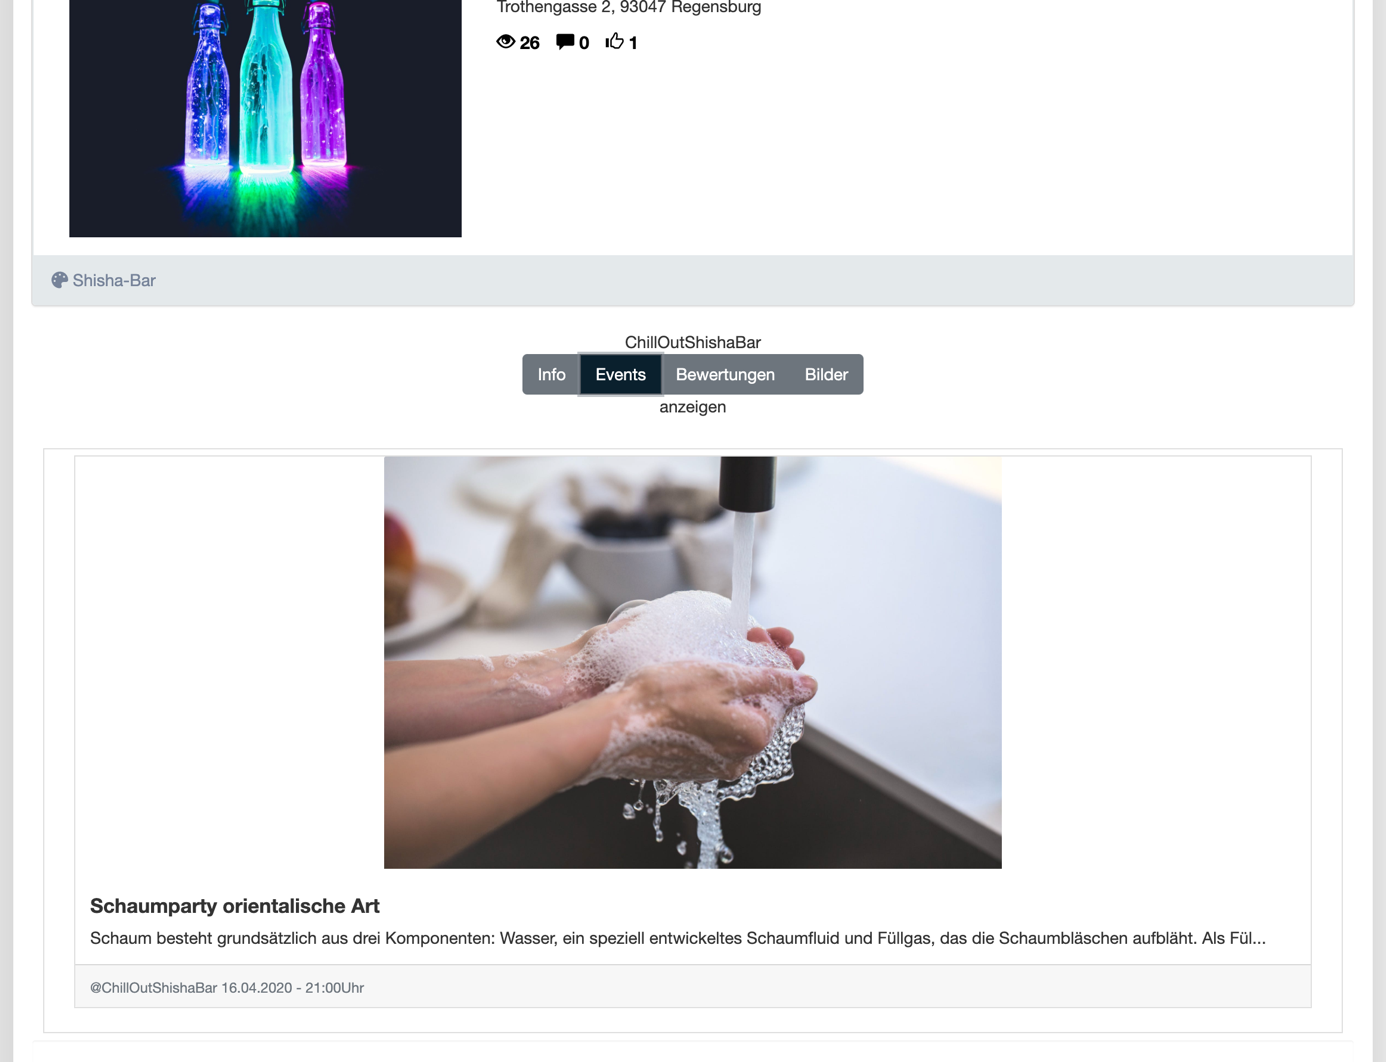 Trothengasse 2, 93047 Regensburg
26 0 1
Shisha-Bar
ChillOutShishaBar
Info Events Bewertungen Bilder
anzeigen
Schaumparty orientalische Art
Schaum besteht grundsätzlich aus drei Komponenten: Wasser, ein speziell entwickeltes Schaumfluid und Füllgas, das die Schaumbläschen aufbläht. Als Fül...
@ChillOutShishaBar 16.04.2020 - 21:00Uhr